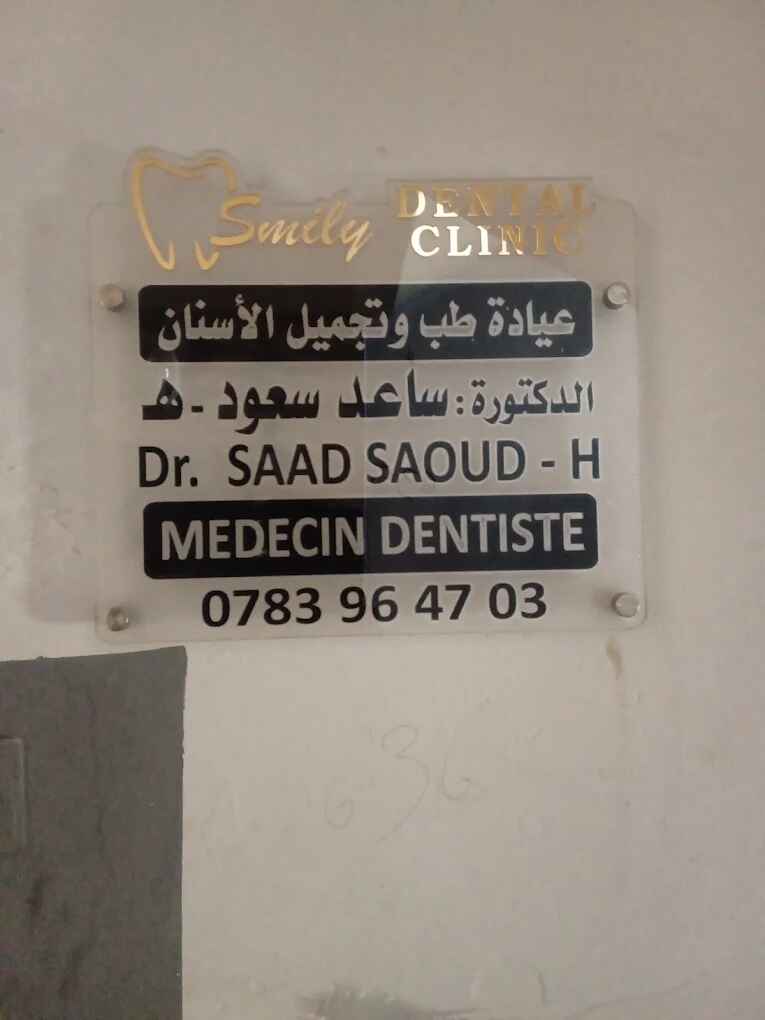 Smily DENTAL CLINIC
عيادة طب وتجميل الأسنان
الدكتورة : ساعد سعود - هـ
Dr. SAAD SAOUD - H
MEDECIN DENTISTE
0783 96 47 03
36